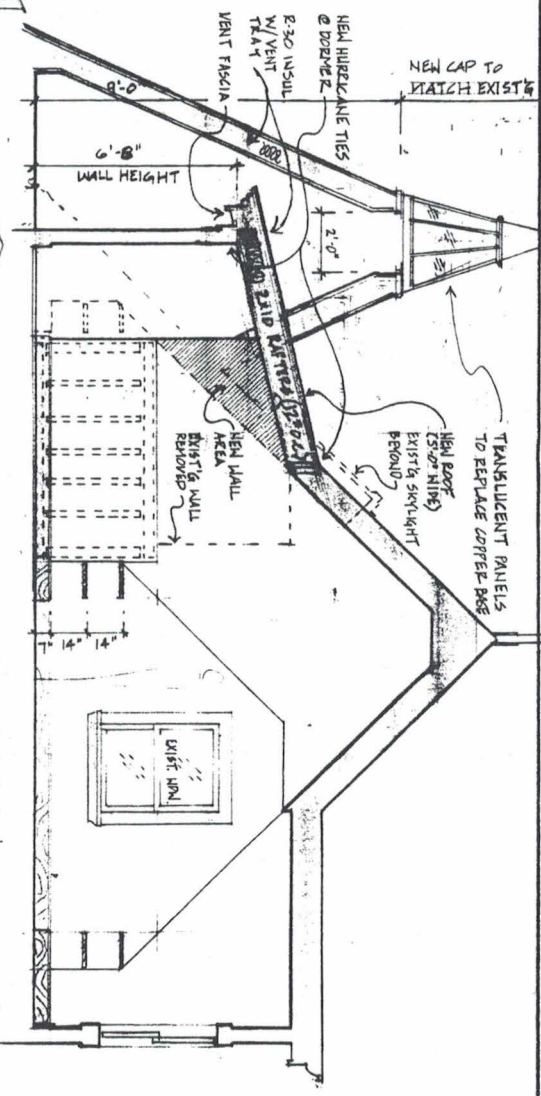 NEW CAP TO
MATCH EXIST'G
NEW HURRICANE TIES
@ DORMER
R-30 INSUL
W/ VENT
TRAY
VENT FASCIA
9'-0"
6'-8"
WALL HEIGHT
2'-0"
2X10 RAFTERS
TRANSLUCENT PANELS
TO REPLACE COPPER BASE
NEW ROOF
(5'-0" WIDE)
EXIST'G SKYLIGHT
BEYOND
NEW WALL
AREA
EXIST'G WALL
REMOVED
7"
14"
14"
EXIST. WDW.